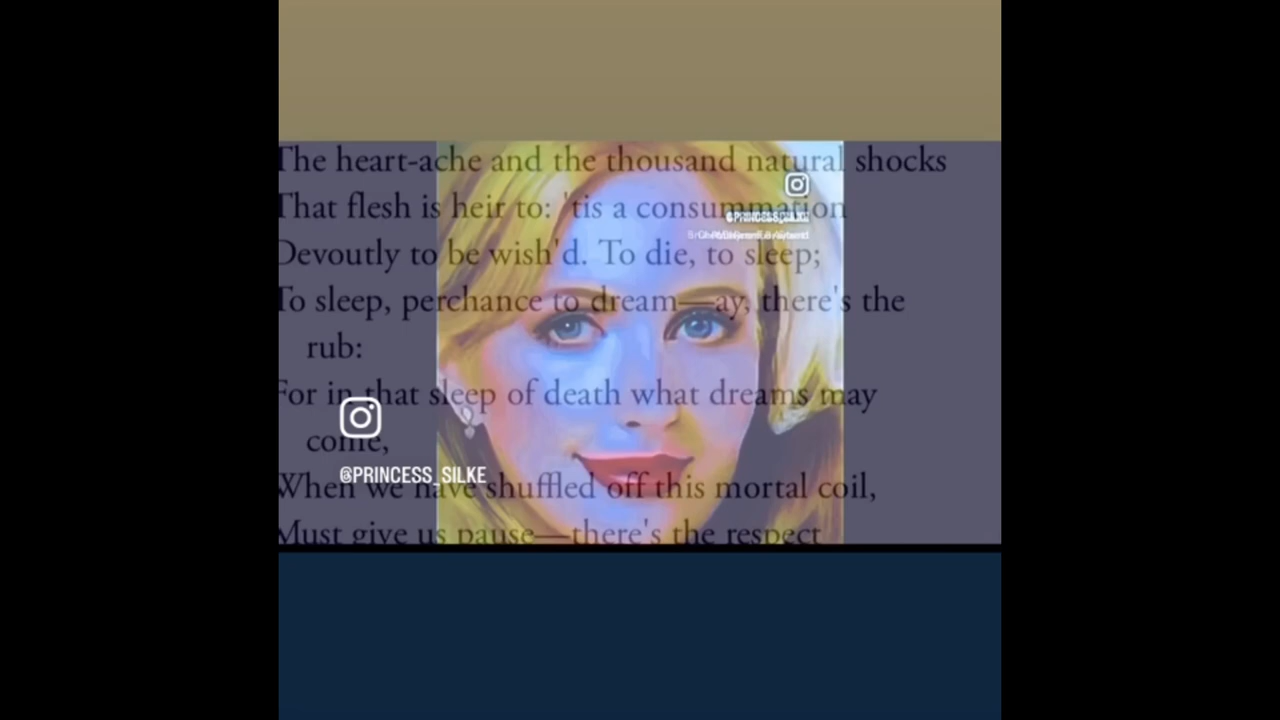 The heart-ache and the thousand natural shocks
That flesh is heir to: 'tis a consummation
@PRINCESS_SILKE
Devoutly to be wish'd. To die, to sleep;
To sleep, perchance to dream—ay, there's the
rub:
For in that sleep of death what dreams may
come,
@PRINCESS_SILKE
When we have shuffled off this mortal coil,
Must give us pause—there's the respect